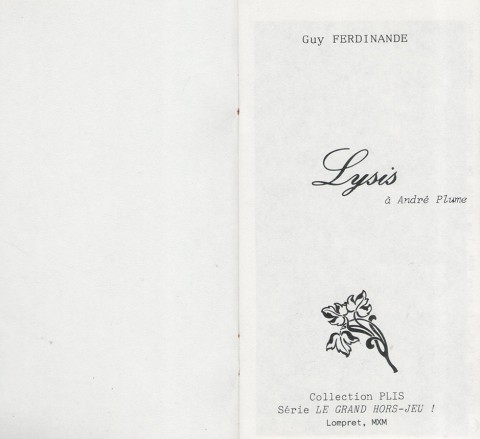 Guy FERDINANDE
Lysis
à André Plume
Collection PLIS
Série LE GRAND HORS-JEU !
Lompret, MXM